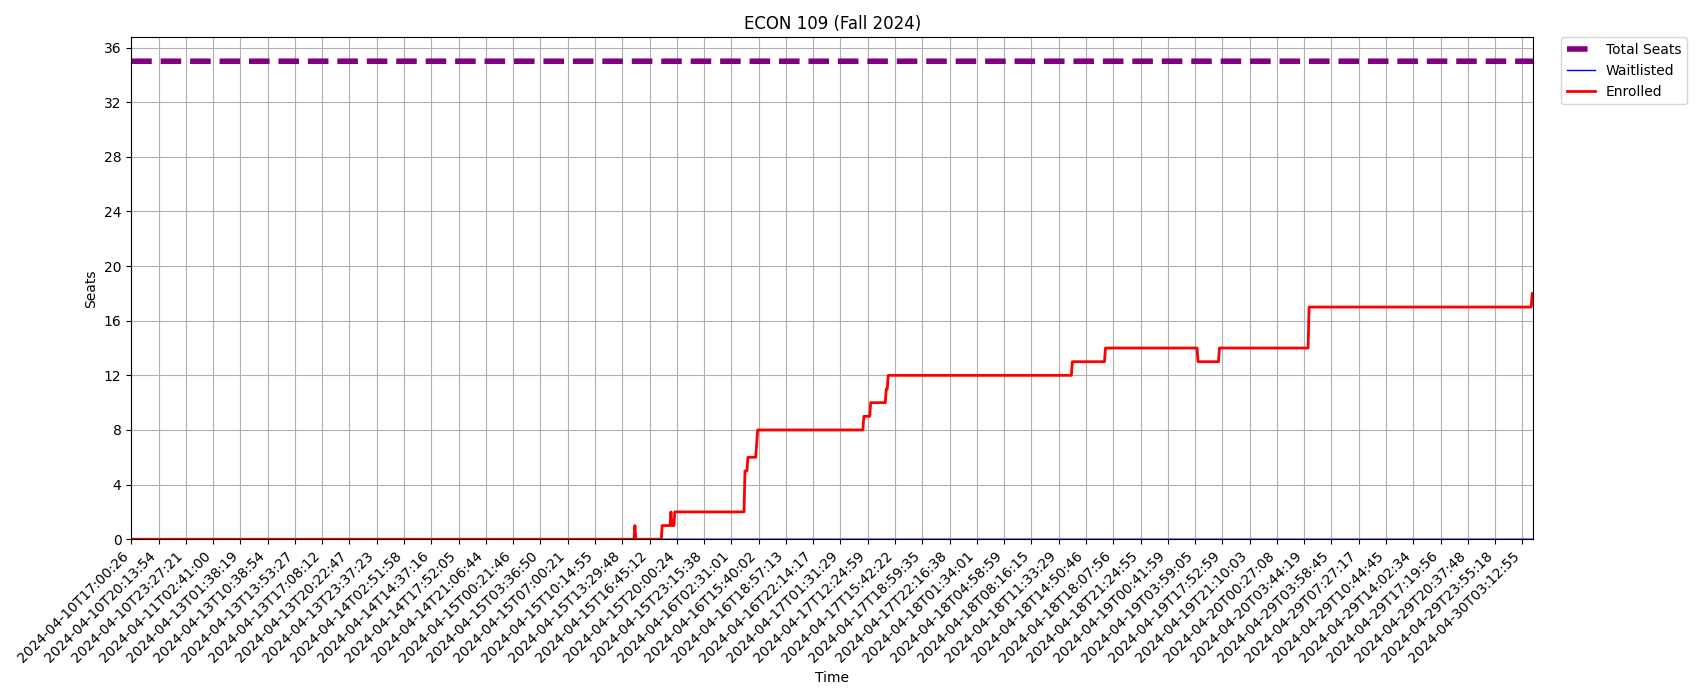 ECON 109 (Fall 2024)
Total Seats
Waitlisted
Enrolled
Seats
36
32
28
24
20
16
12
8
4
0
2024-04-10T17:00:26
2024-04-10T20:13:54
2024-04-10T23:27:21
2024-04-11T02:41:00
2024-04-13T01:38:19
2024-04-13T10:38:54
2024-04-13T13:53:27
2024-04-13T17:08:12
2024-04-13T20:22:47
2024-04-13T23:37:23
2024-04-14T02:51:58
2024-04-14T14:37:16
2024-04-14T17:52:05
2024-04-14T21:06:44
2024-04-15T00:21:46
2024-04-15T03:36:50
2024-04-15T07:00:21
2024-04-15T10:14:55
2024-04-15T13:29:48
2024-04-15T16:45:12
2024-04-15T20:00:24
2024-04-15T23:15:38
2024-04-16T02:31:01
2024-04-16T15:40:02
2024-04-16T18:57:13
2024-04-16T22:14:17
2024-04-17T01:31:29
2024-04-17T12:24:59
2024-04-17T15:42:22
2024-04-17T18:59:35
2024-04-17T22:16:38
2024-04-18T01:34:01
2024-04-18T04:58:59
2024-04-18T08:16:15
2024-04-18T11:33:29
2024-04-18T14:50:46
2024-04-18T18:07:56
2024-04-18T21:24:55
2024-04-19T00:41:59
2024-04-19T03:59:05
2024-04-19T17:52:59
2024-04-19T21:10:03
2024-04-20T00:27:08
2024-04-20T03:44:19
2024-04-29T03:58:45
2024-04-29T07:27:17
2024-04-29T10:44:45
2024-04-29T14:02:34
2024-04-29T17:19:56
2024-04-29T20:37:48
2024-04-29T23:55:18
2024-04-30T03:12:55
Time